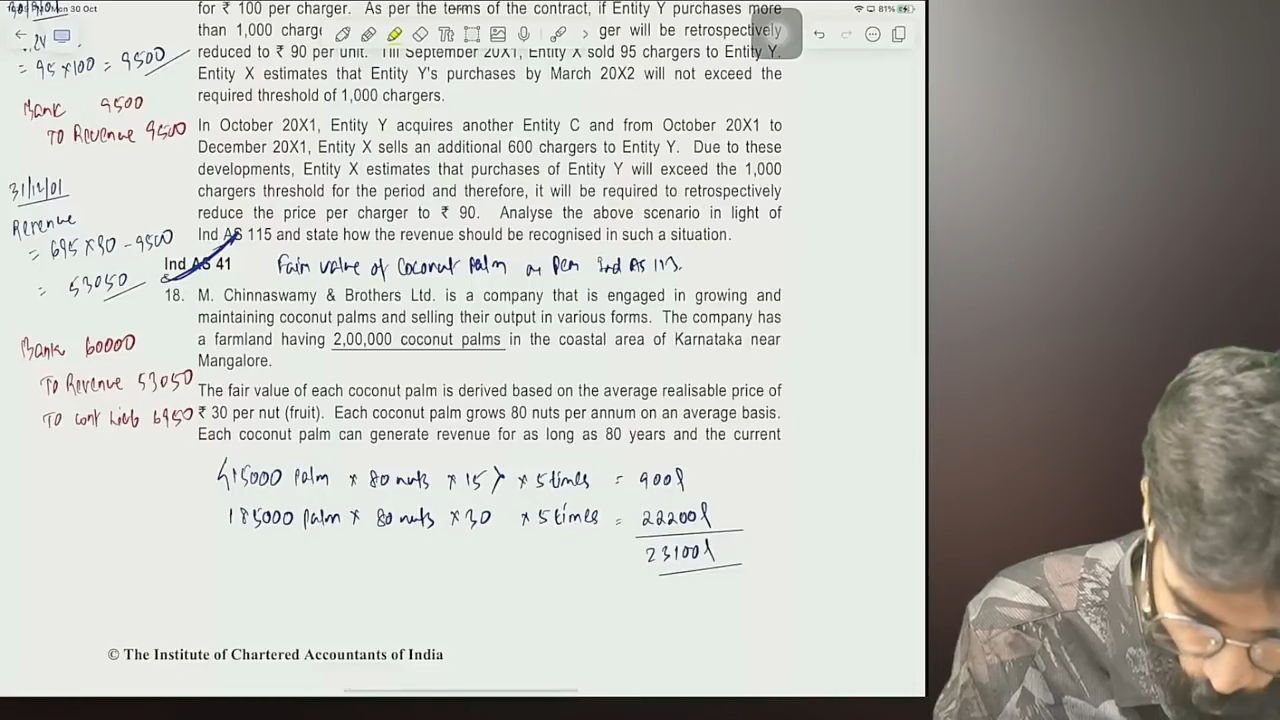 Mon 30 Oct
81%
for ₹ 100 per charger. As per the terms of the contract, if Entity Y purchases more
than 1,000 charg ger will be retrospectively
reduced to ₹ 90 per unit. Till September 20X1, Entity X sold 95 chargers to Entity Y.
Entity X estimates that Entity Y's purchases by March 20X2 will not exceed the
required threshold of 1,000 chargers.
= 95 × 100 = 9500
Bank 9500
To Revenue 9500
In October 20X1, Entity Y acquires another Entity C and from October 20X1 to
December 20X1, Entity X sells an additional 600 chargers to Entity Y. Due to these
developments, Entity X estimates that purchases of Entity Y will exceed the 1,000
chargers threshold for the period and therefore, it will be required to retrospectively
reduce the price per charger to ₹ 90. Analyse the above scenario in light of
Ind AS 115 and state how the revenue should be recognised in such a situation.
31/12/01
Revenue
= 695 × 90 - 9500
= 53050
Bank 60000
To Revenue 53050
To Cont Liab 6950
Ind AS 41 Fair value of Coconut Palm as Per Ind AS 113.
18. M. Chinnaswamy & Brothers Ltd. is a company that is engaged in growing and
maintaining coconut palms and selling their output in various forms. The company has
a farmland having 2,00,000 coconut palms in the coastal area of Karnataka near
Mangalore.
The fair value of each coconut palm is derived based on the average realisable price of
₹ 30 per nut (fruit). Each coconut palm grows 80 nuts per annum on an average basis.
Each coconut palm can generate revenue for as long as 80 years and the current
15000 Palm × 80 nuts × 15 × 5 times = 900l
185000 Palm × 80 nuts × 30 × 5 times = 22200l
23100l
© The Institute of Chartered Accountants of India